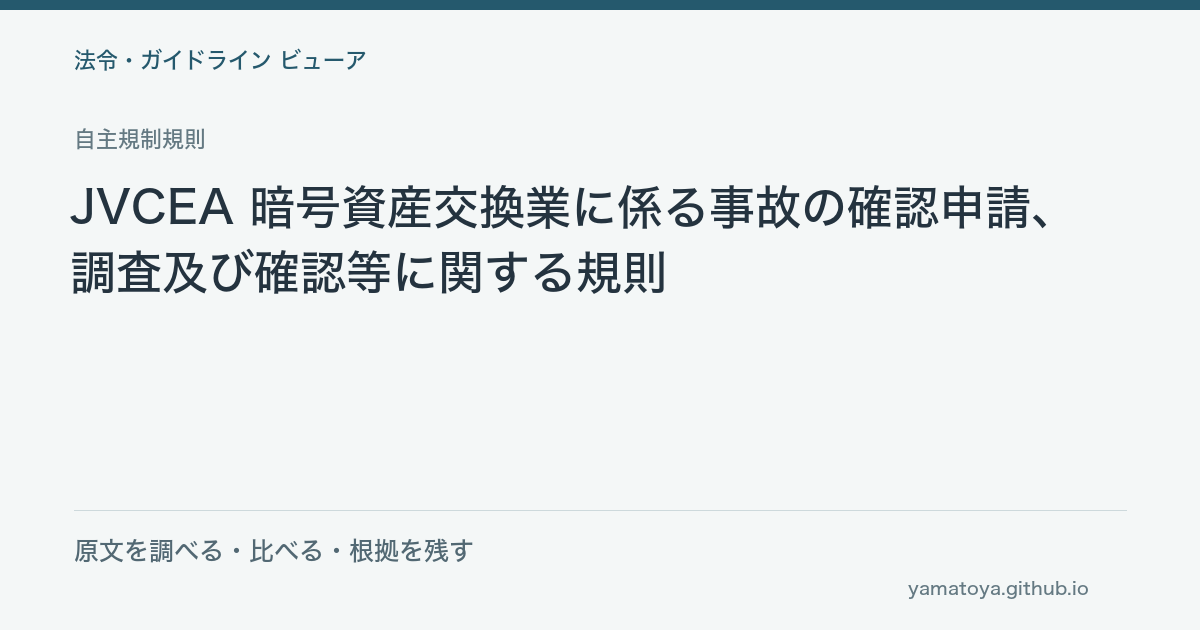 法令・ガイドライン ビューア
自主規制規則
JVCEA 暗号資産交換業に係る事故の確認申請、
調査及び確認等に関する規則
原文を調べる・比べる・根拠を残す
yamatoya.github.io